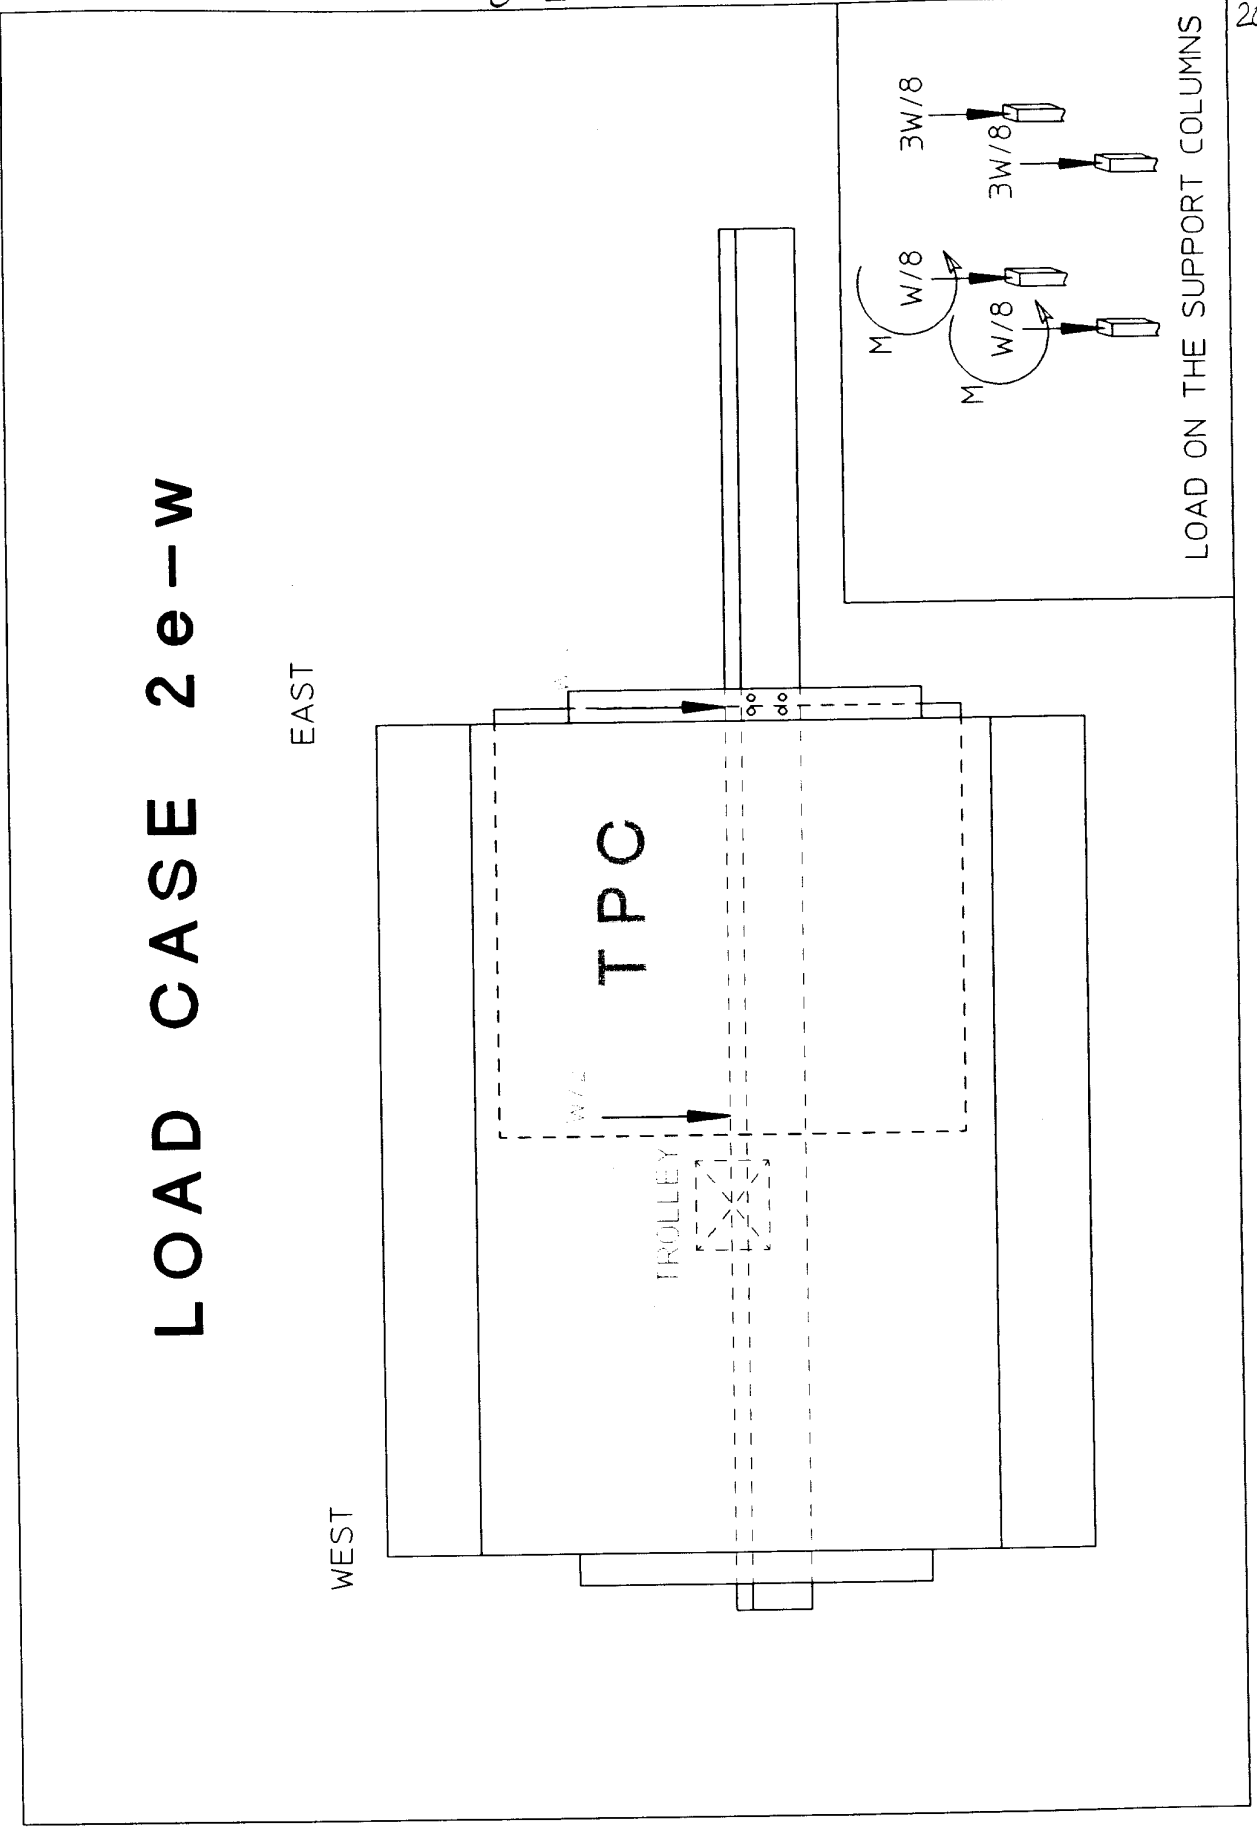 LOAD CASE 2e-W
WEST
EAST
TPC
TROLLEY
3W/8
3W/8
M
W/8
M
W/8
LOAD ON THE SUPPORT COLUMNS